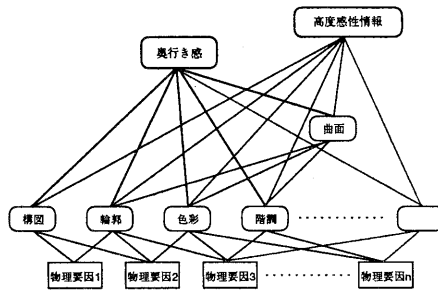 高度感性情報
奥行き感
曲面
構図
輪郭
色彩
階調
物理要因1
物理要因2
物理要因3
物理要因n